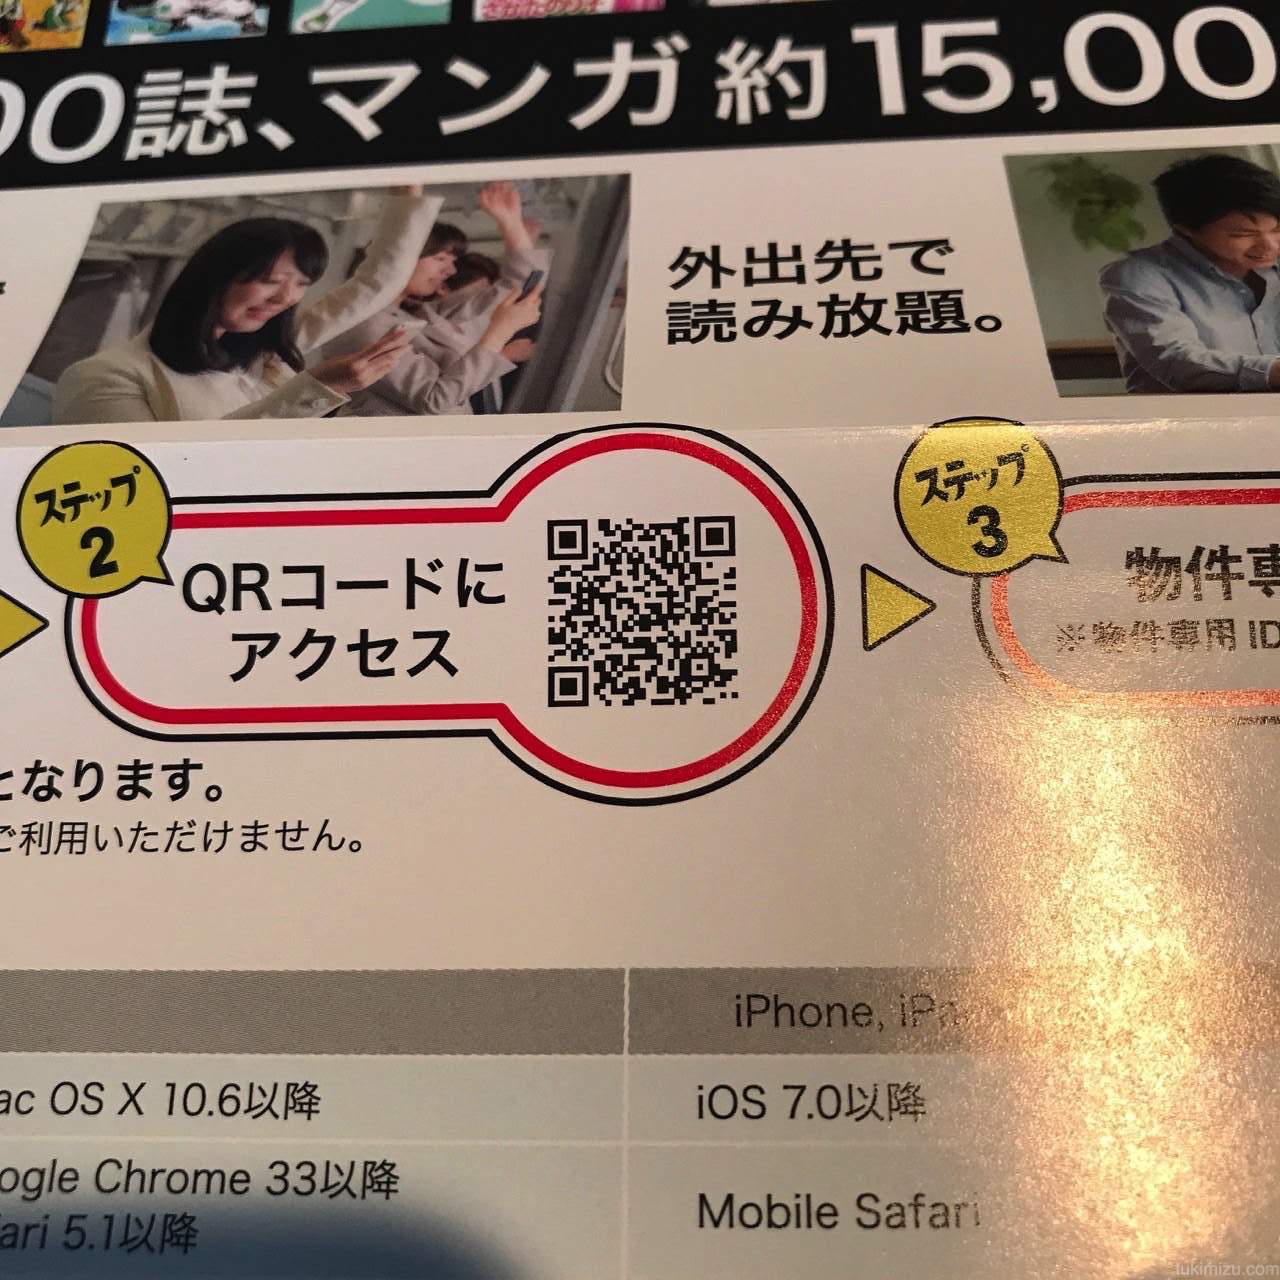 00誌、マンガ約15,00
外出先で
読み放題。
ステップ
2
QRコードに
アクセス
ステップ
3
物件専
※物件専用ID
となります。
ご利用いただけません。
iPhone,
ac OS X 10.6以降
iOS 7.0以降
ogle Chrome 33以降
ari 5.1以降
Mobile Safari
tukimizu.com